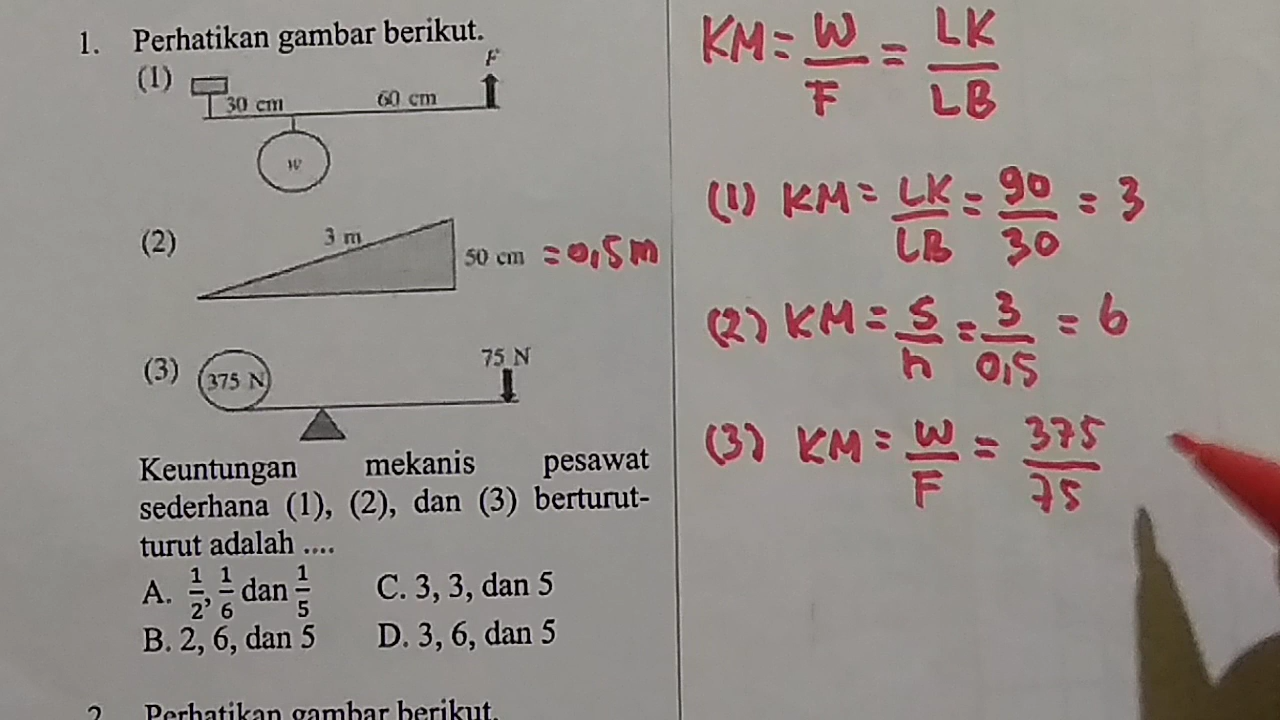 1. Perhatikan gambar berikut.
(1)
30 cm 60 cm F
w
(2)
3 m
50 cm = 0,5 m
(3)
375 N
75 N
Keuntungan mekanis pesawat
sederhana (1), (2), dan (3) berturut-
turut adalah ....
A. 1/2, 1/6 dan 1/5 C. 3, 3, dan 5
B. 2, 6, dan 5 D. 3, 6, dan 5
2. Perhatikan gambar berikut.
KM = W/F = LK/LB
(1) KM = LK/LB = 90/30 = 3
(2) KM = s/h = 3/0,5 = 6
(3) KM = W/F = 375/75